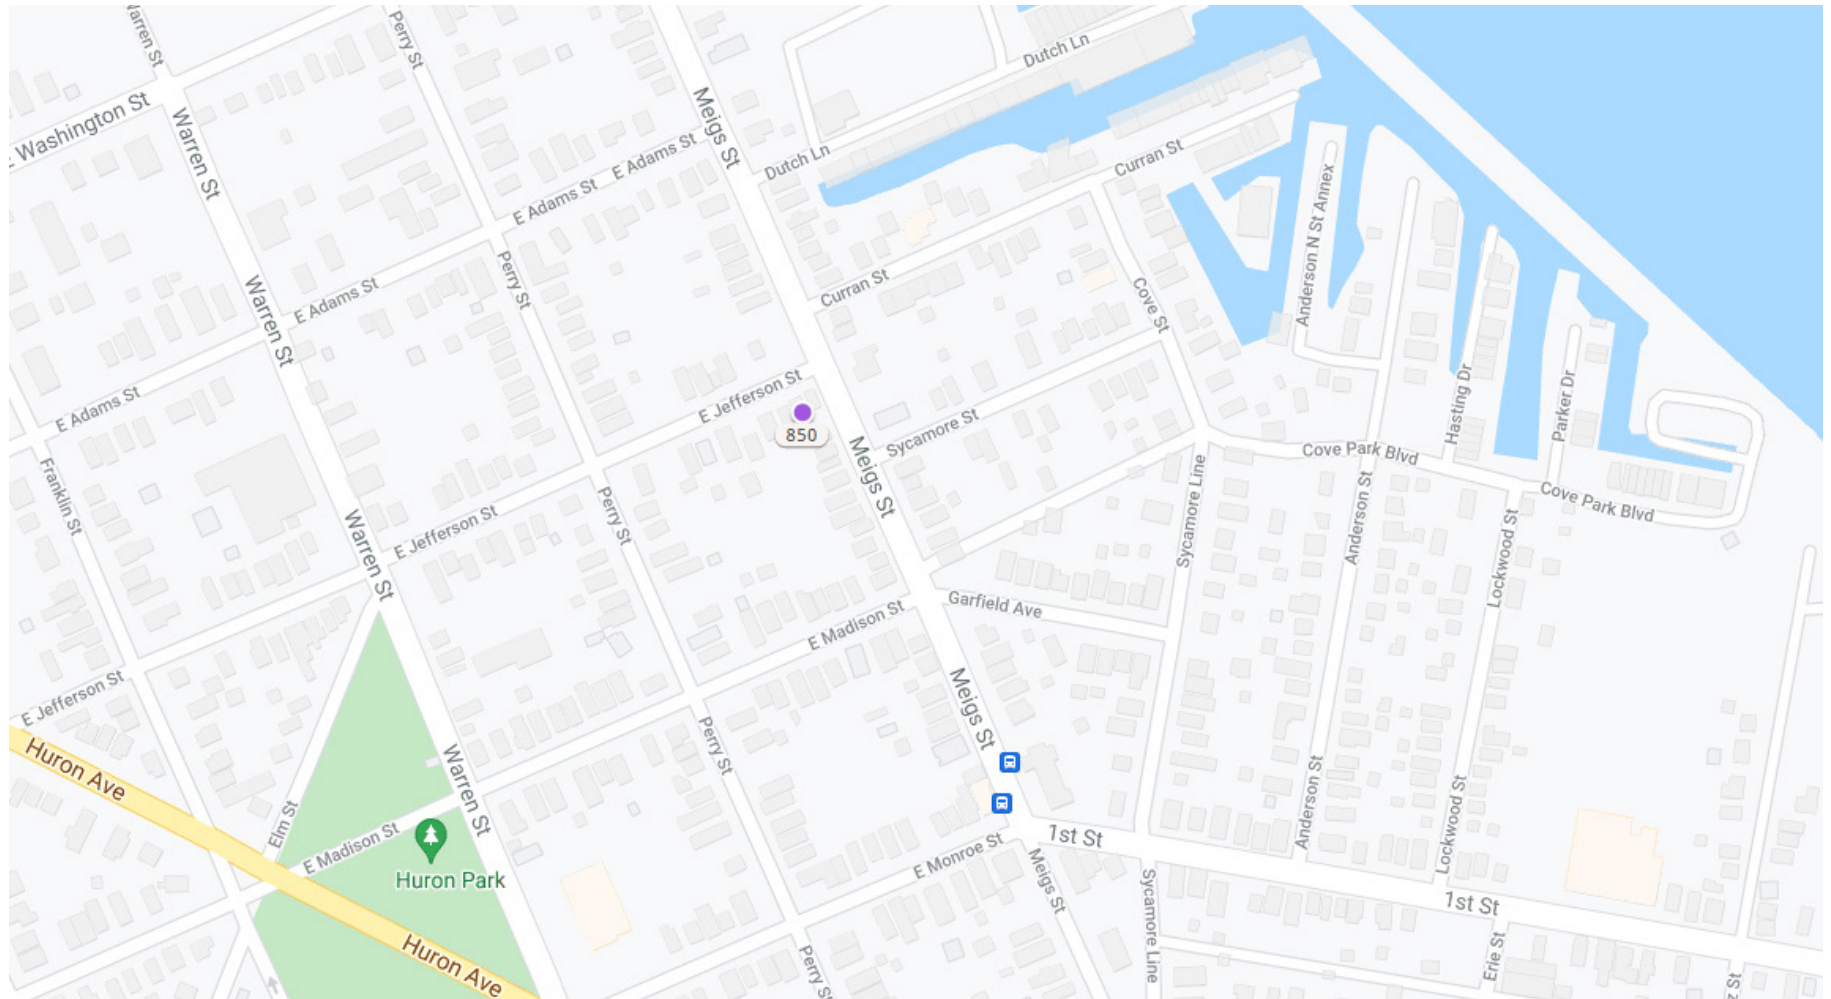 Warren St
Perry St
E Washington St
Warren St
Meigs St
Dutch Ln
Dutch Ln
E Adams St
E Adams St
Curran St
Anderson N St Annex
Perry St
Warren St
E Adams St
Curran St
Cove St
E Adams St
E Jefferson St
850
Sycamore St
Hasting Dr
Parker Dr
Cove Park Blvd
Cove Park Blvd
Franklin St
Warren St
E Jefferson St
Perry St
Meigs St
Sycamore Line
Anderson St
Lockwood St
Garfield Ave
E Madison St
E Jefferson St
Meigs St
Huron Ave
Warren St
Perry St
Elm St
E Madison St
Huron Park
1st St
E Monroe St
Meigs St
Anderson St
Lockwood St
1st St
Sycamore Line
Huron Ave
Perry St
Erie St